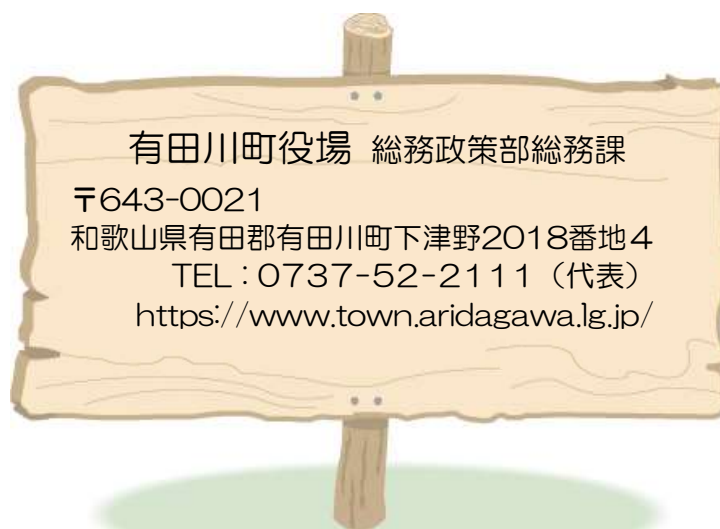 有田川町役場 総務政策部総務課
〒643-0021
和歌山県有田郡有田川町下津野2018番地4
TEL:0737-52-2111(代表)
https://www.town.aridagawa.lg.jp/